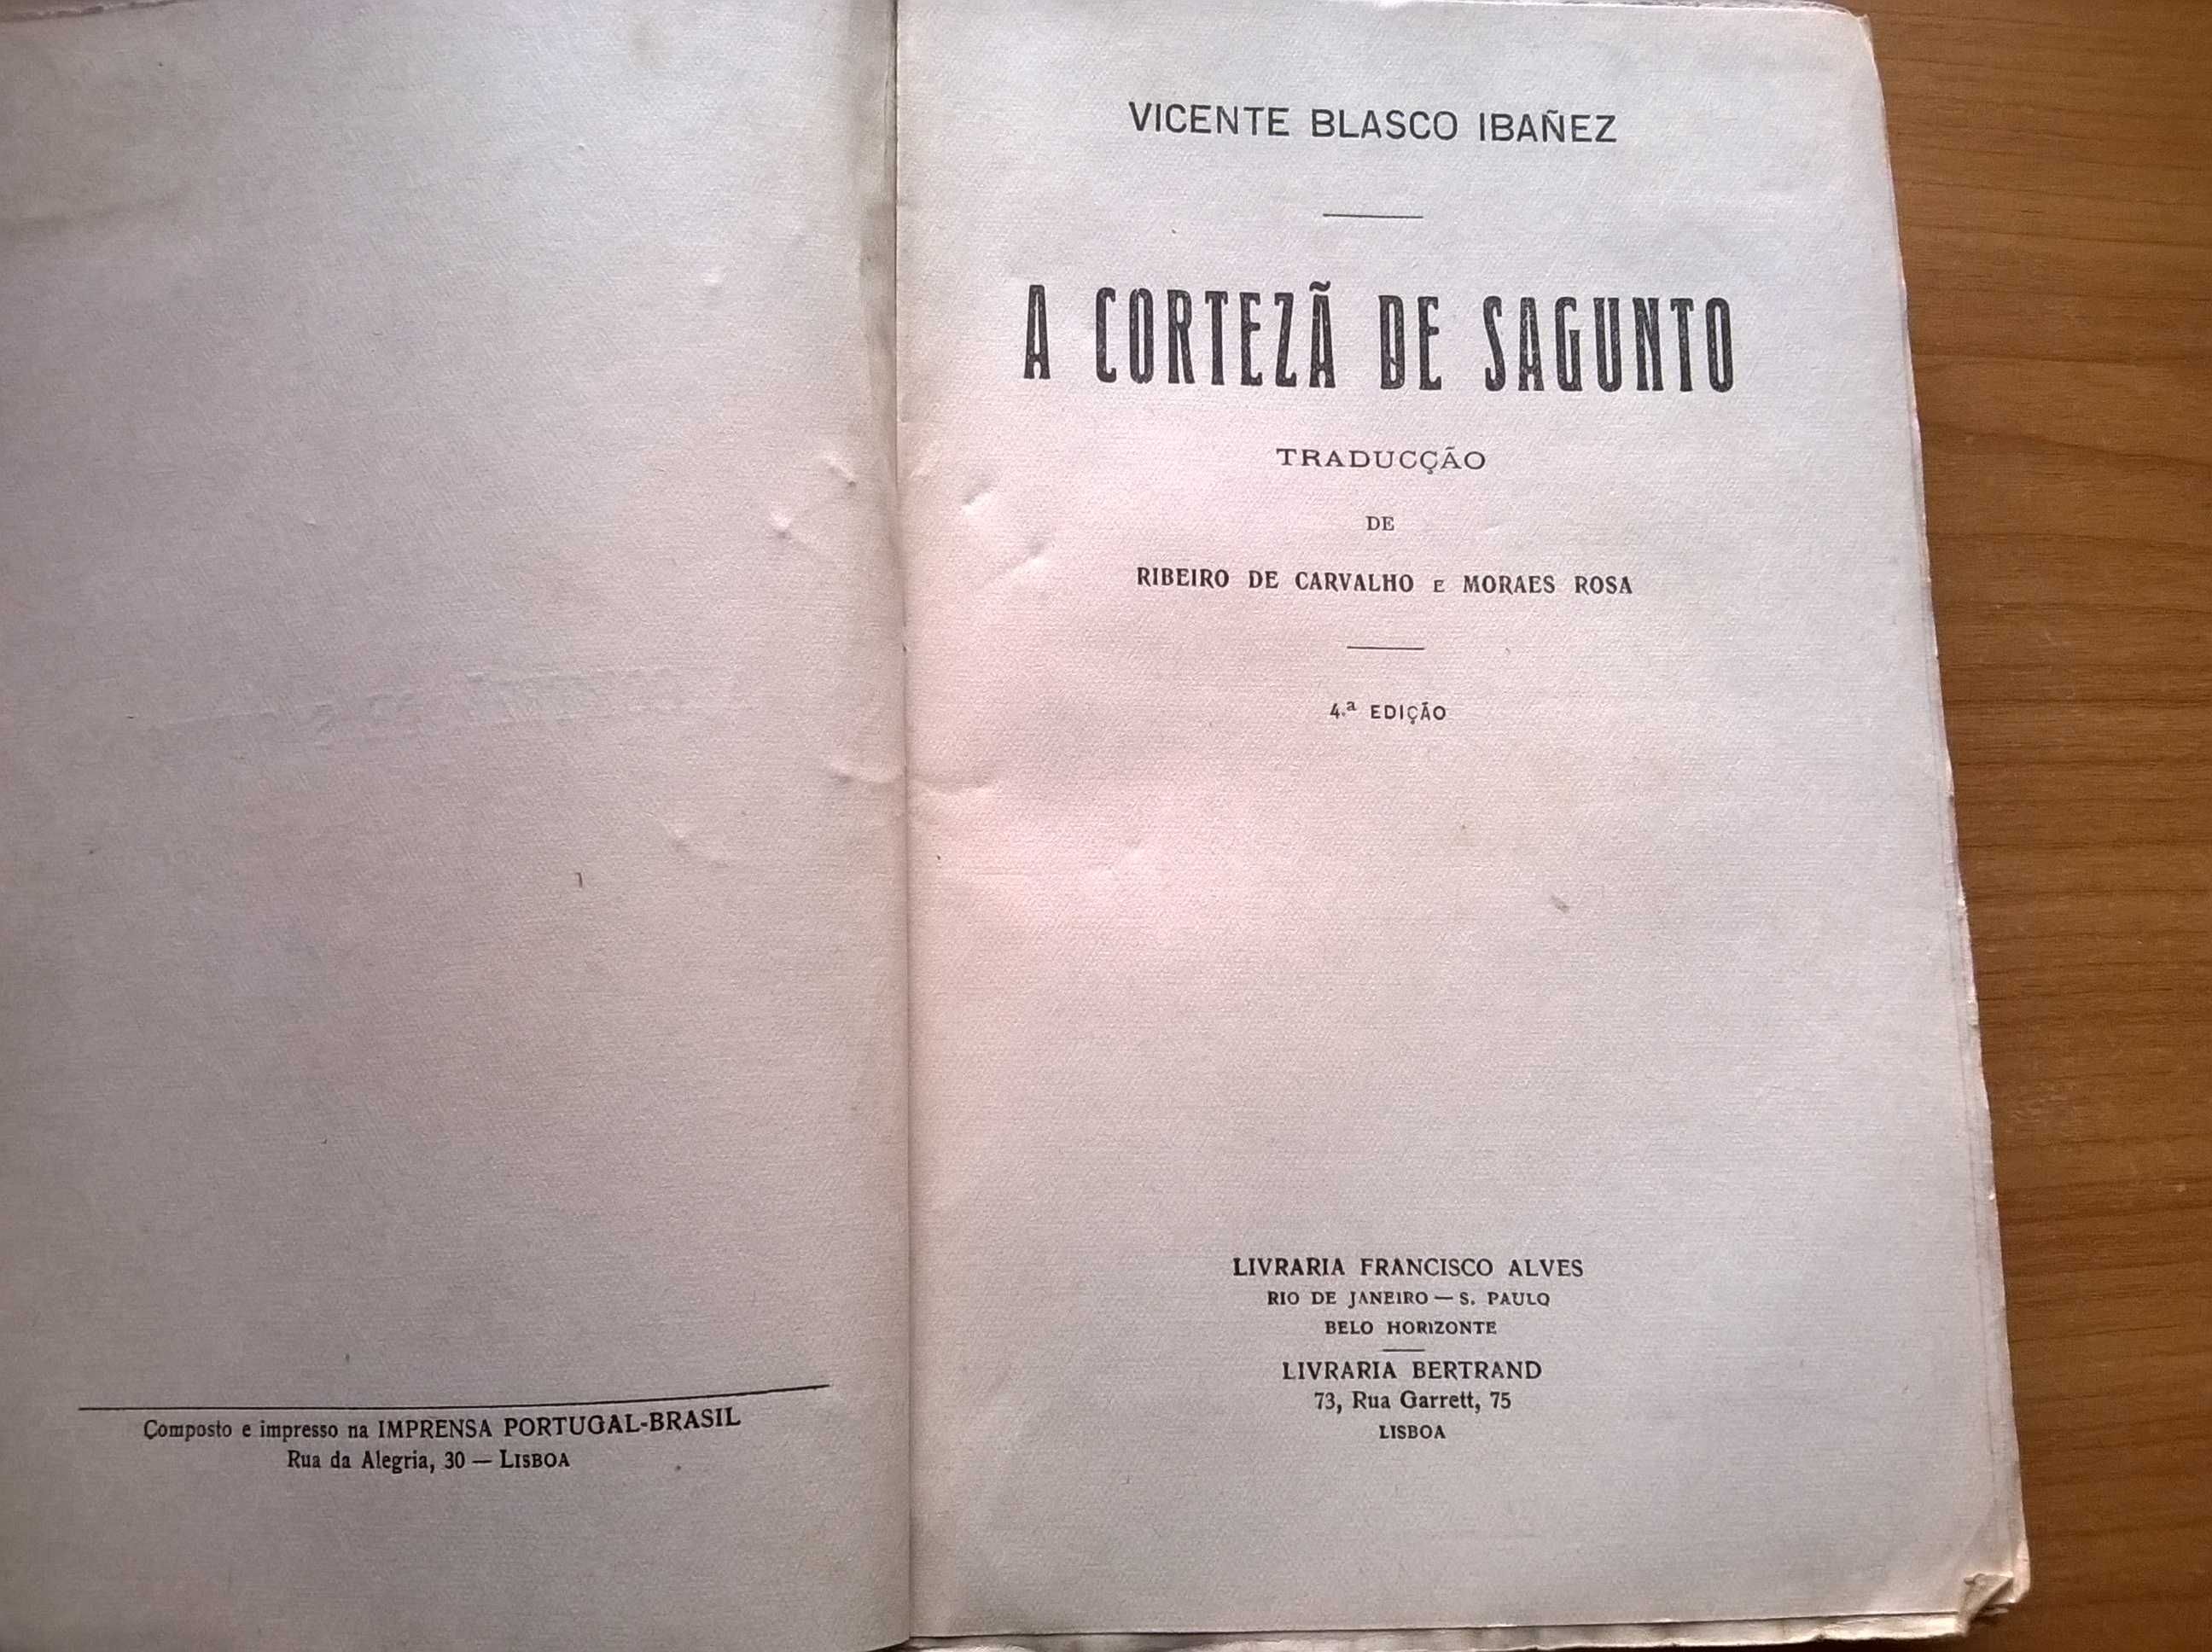 Composto e impresso na IMPRENSA PORTUGAL-BRASIL
Rua da Alegria, 30 — LISBOA
VICENTE BLASCO IBAÑEZ
A CORTEZÃ DE SAGUNTO
TRADUCÇÃO
DE
RIBEIRO DE CARVALHO E MORAES ROSA
4.ª EDIÇÃO
LIVRARIA FRANCISCO ALVES
RIO DE JANEIRO — S. PAULO
BELO HORIZONTE
LIVRARIA BERTRAND
73, Rua Garrett, 75
LISBOA